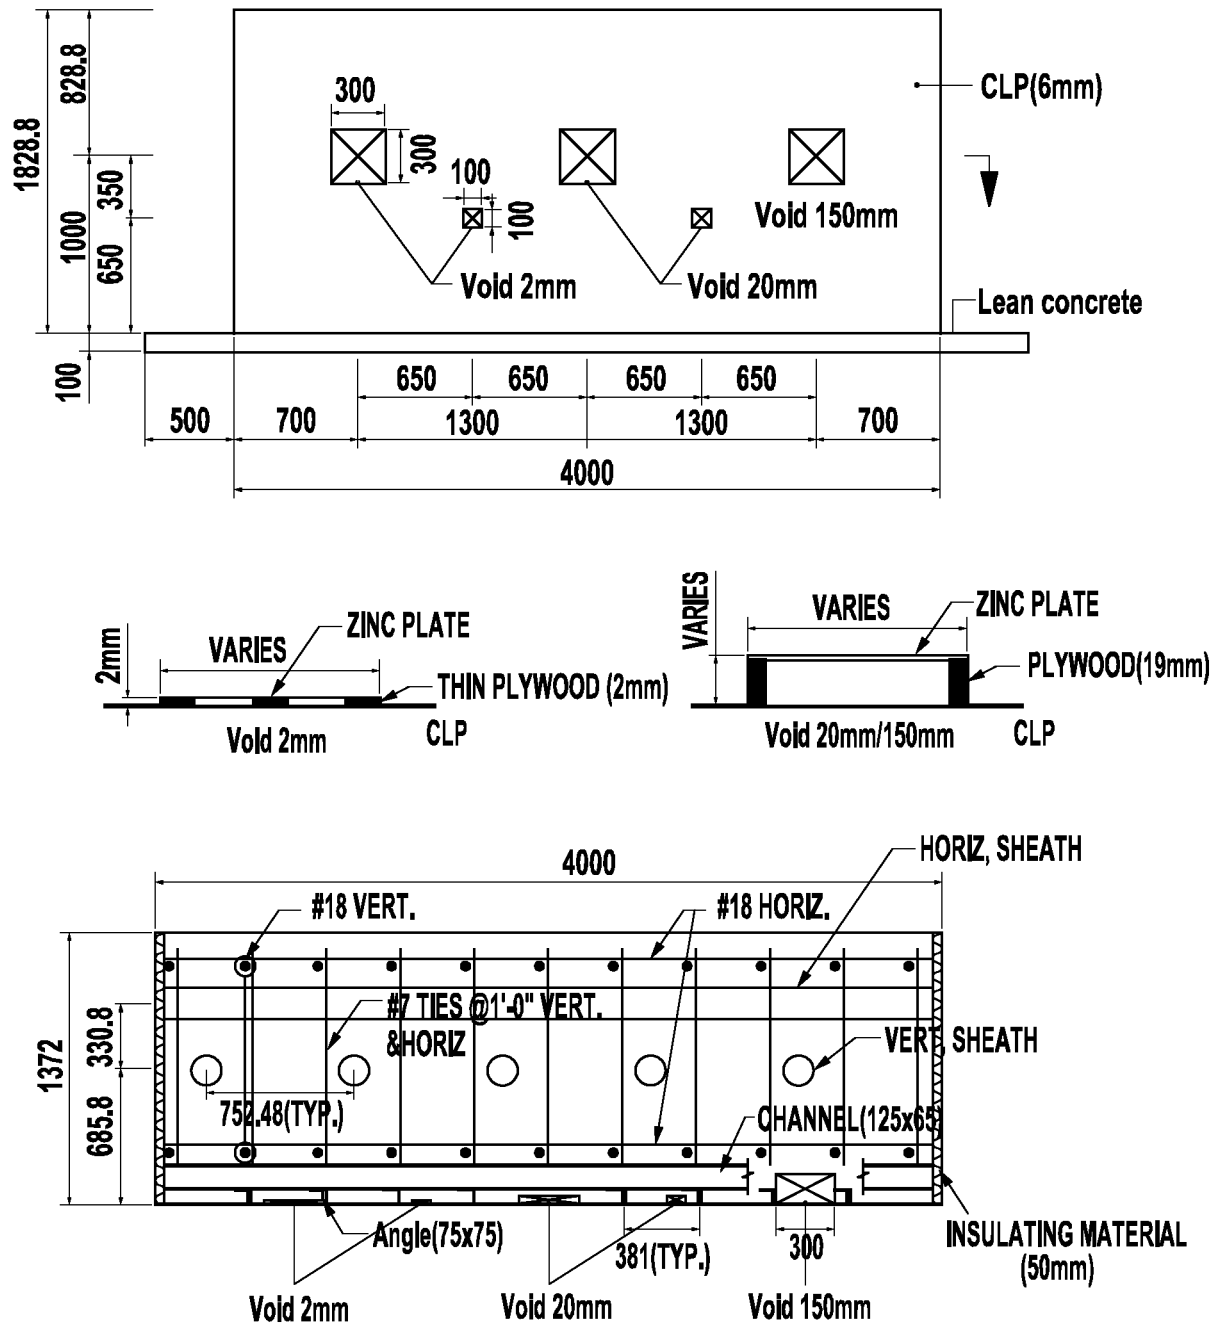 828.8
1828.8
300
CLP(6mm)
300
350
100
1000
100
Void 150mm
650
Void 2mm
Void 20mm
Lean concrete
100
650
650
650
650
500
700
1300
1300
700
4000
VARIES
ZINC PLATE
VARIES
ZINC PLATE
2mm
VARIES
PLYWOOD(19mm)
THIN PLYWOOD (2mm)
Void 2mm
CLP
Void 20mm/150mm
CLP
HORIZ, SHEATH
4000
#18 VERT.
#18 HORIZ.
#7 TIES @1'-0" VERT.
&HORIZ
330.8
1372
VERT, SHEATH
752.48(TYP.)
685.8
CHANNEL(125x65)
Angle(75x75)
381(TYP.)
300
INSULATING MATERIAL
(50mm)
Void 2mm
Void 20mm
Void 150mm